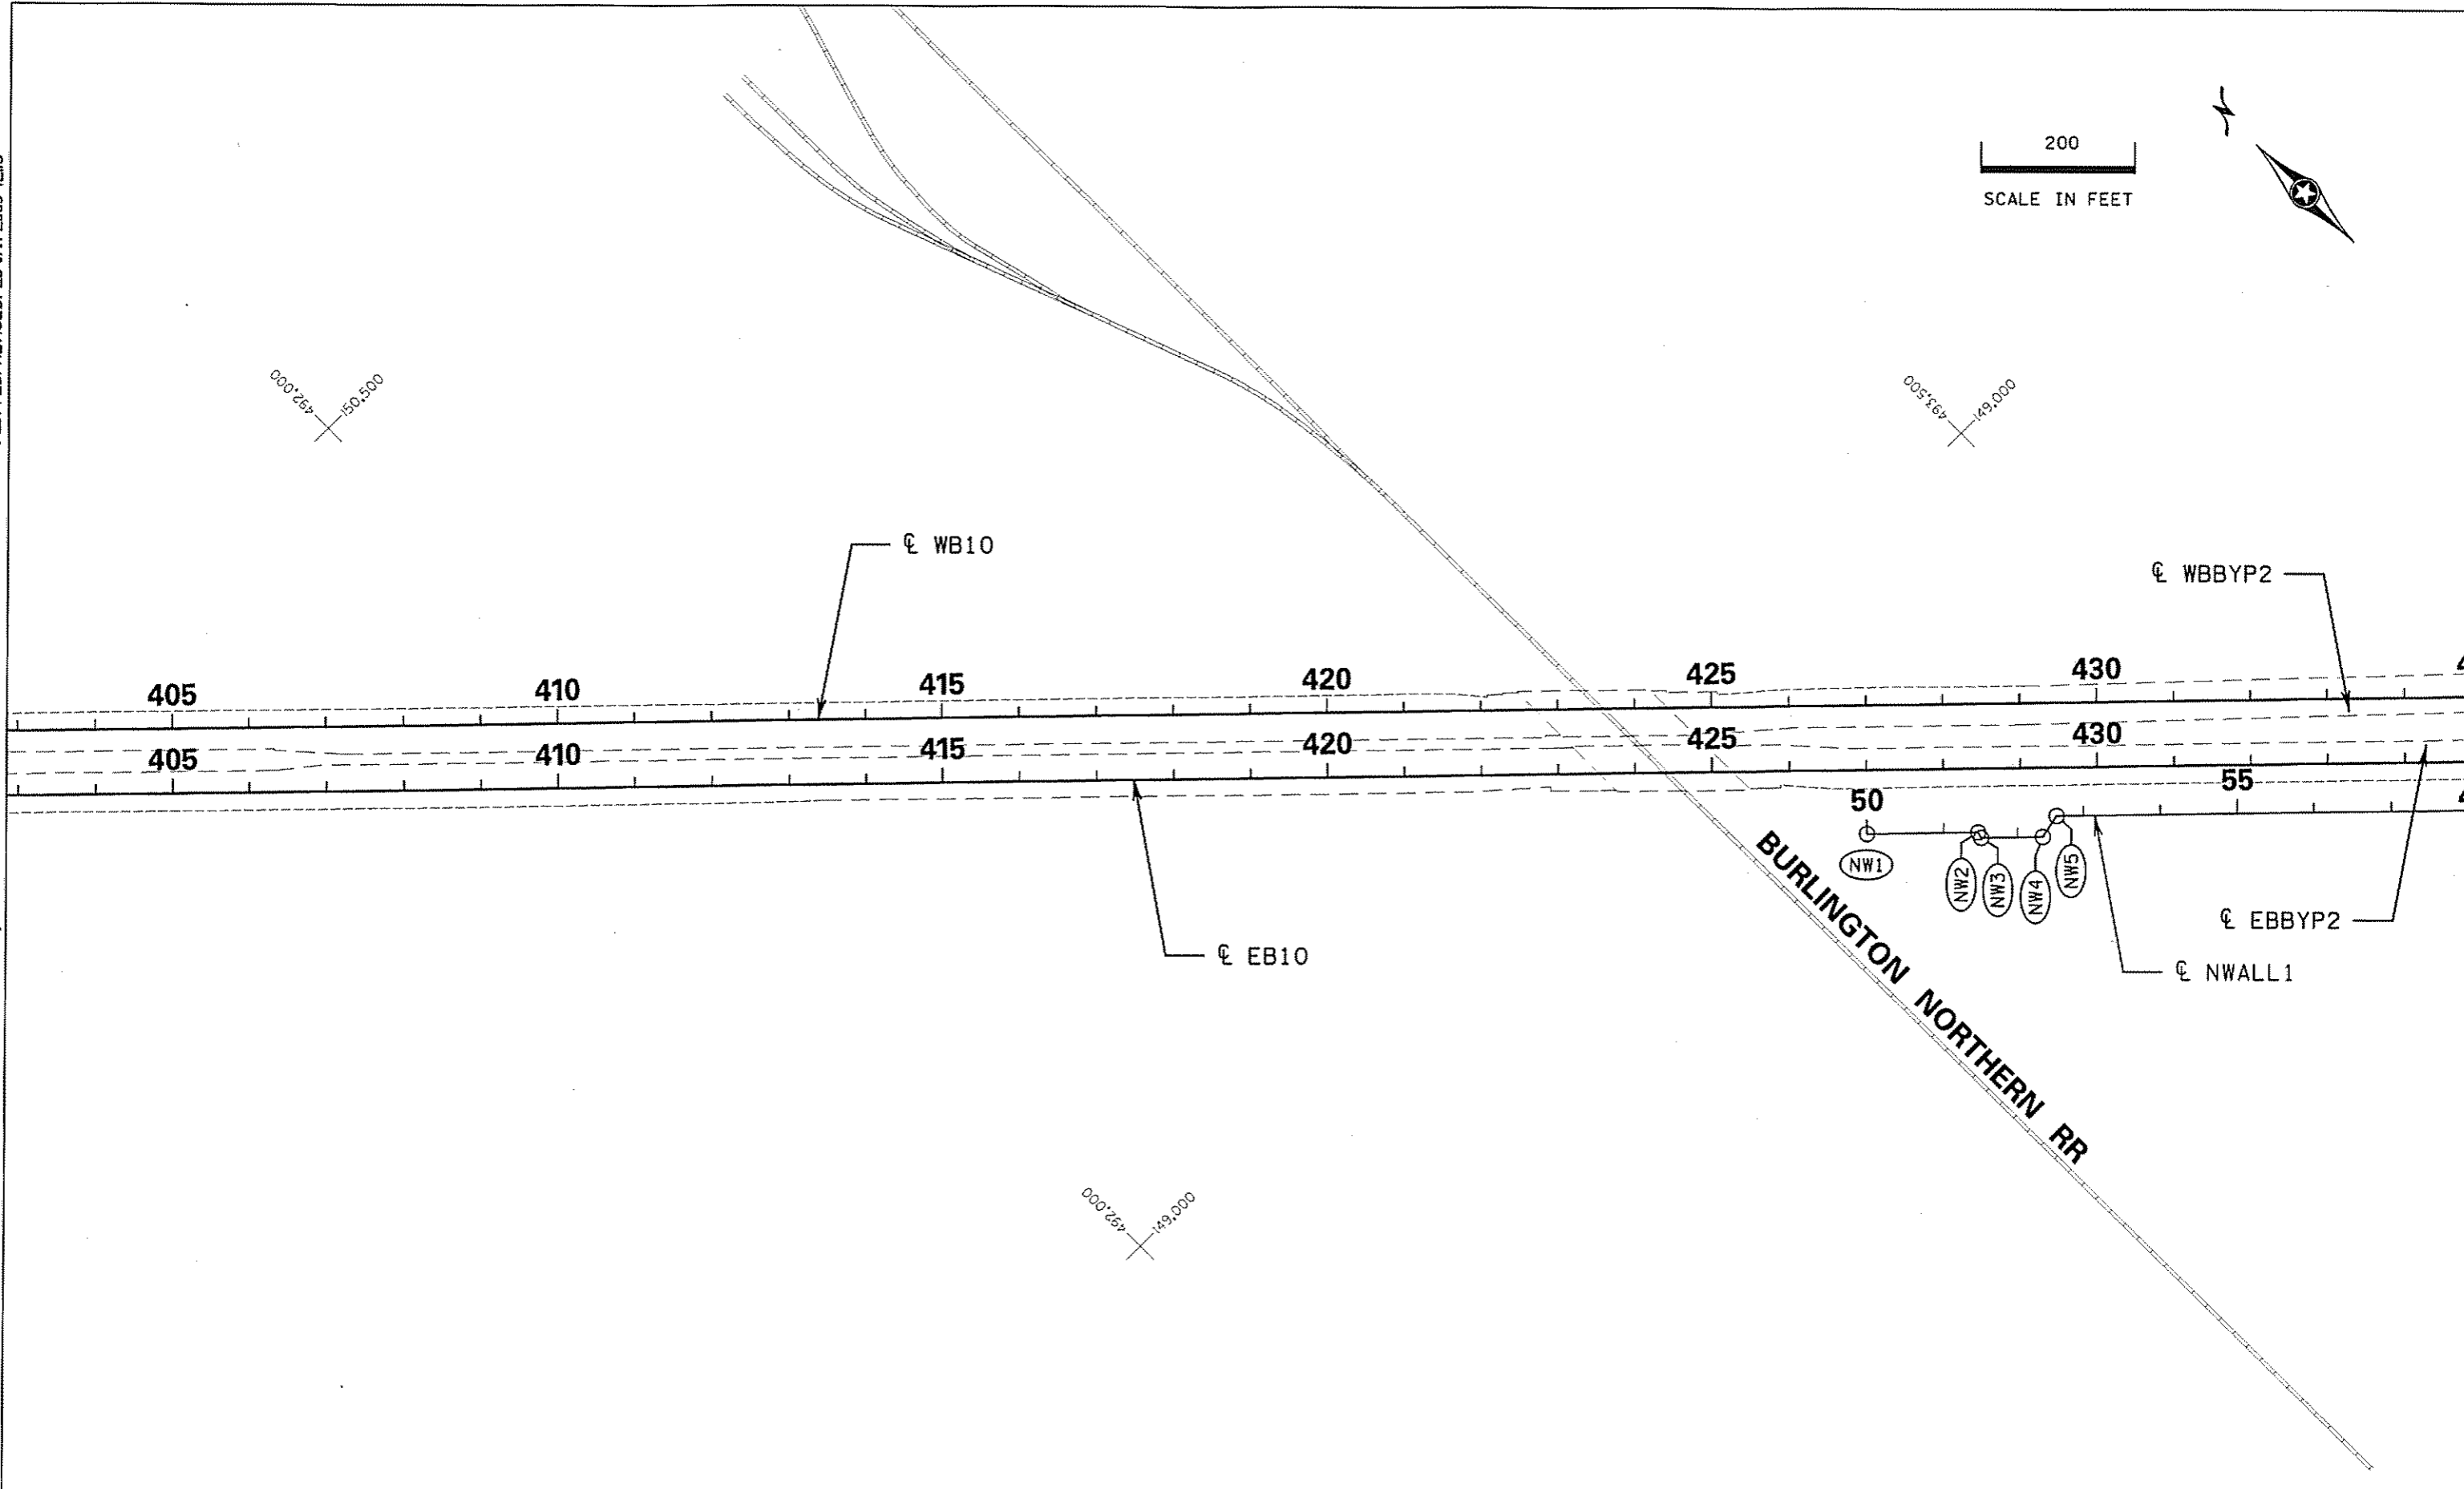 200
SCALE IN FEET
492,000
150,500
493,500
149,000
℄ WB10
℄ WBBYP2
405
410
415
420
425
430
405
410
415
420
425
430
55
50
NW1
NW2
NW3
NW4
NW5
℄ EBBYP2
℄ EB10
℄ NWALL1
BURLINGTON NORTHERN RR
492,000
149,000